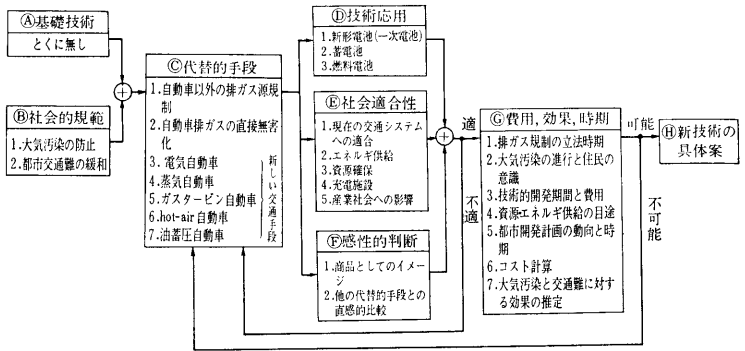 Ⓐ基礎技術
とくに無し
Ⓑ社会的規範
1.大気汚染の防止
2.都市交通難の緩和
Ⓒ代替的手段
1.自動車以外の排ガス源規
制
2.自動車排ガスの直接無害
化
3.電気自動車
4.蒸気自動車
5.ガスタービン自動車
6.hot-air自動車
7.油蓄圧自動車
新しい交通手段
Ⓓ技術応用
1.新形電池(一次電池)
2.蓄電池
3.燃料電池
Ⓔ社会適合性
1.現在の交通システム
への適合
2.エネルギ供給
3.資源確保
4.充電施設
5.産業社会への影響
Ⓕ感性的判断
1.商品としてのイメー
ジ
2.他の代替的手段との
直感的比較
適
不適
Ⓖ費用,効果,時期
1.排ガス規制の立法時期
2.大気汚染の進行と住民の
意識
3.技術的開発期間と費用
4.資源・エネルギ供給の目途
5.都市開発計画の動向と時
期
6.コスト計算
7.大気汚染と交通難に対す
る効果の推定
可能
不可能
Ⓗ新技術の
具体案